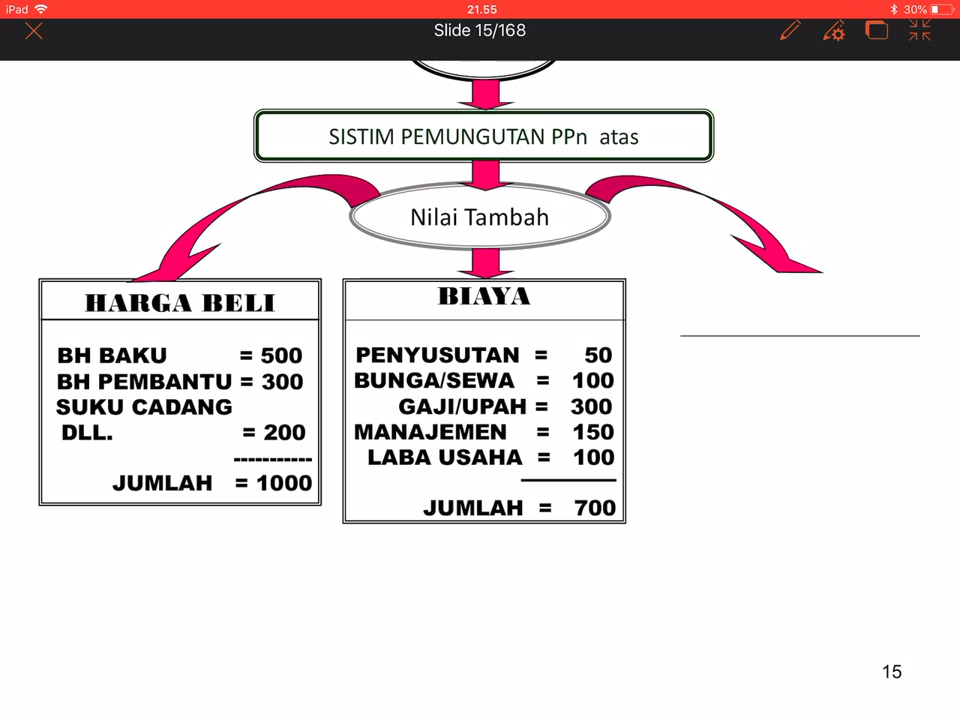 iPad
21.55
30%
Slide 15/168
SISTIM PEMUNGUTAN PPn atas
Nilai Tambah
HARGA BELI
BH BAKU = 500
BH PEMBANTU = 300
SUKU CADANG
DLL. = 200
-----------
JUMLAH = 1000
BIAYA
PENYUSUTAN = 50
BUNGA/SEWA = 100
GAJI/UPAH = 300
MANAJEMEN = 150
LABA USAHA = 100
JUMLAH = 700
15